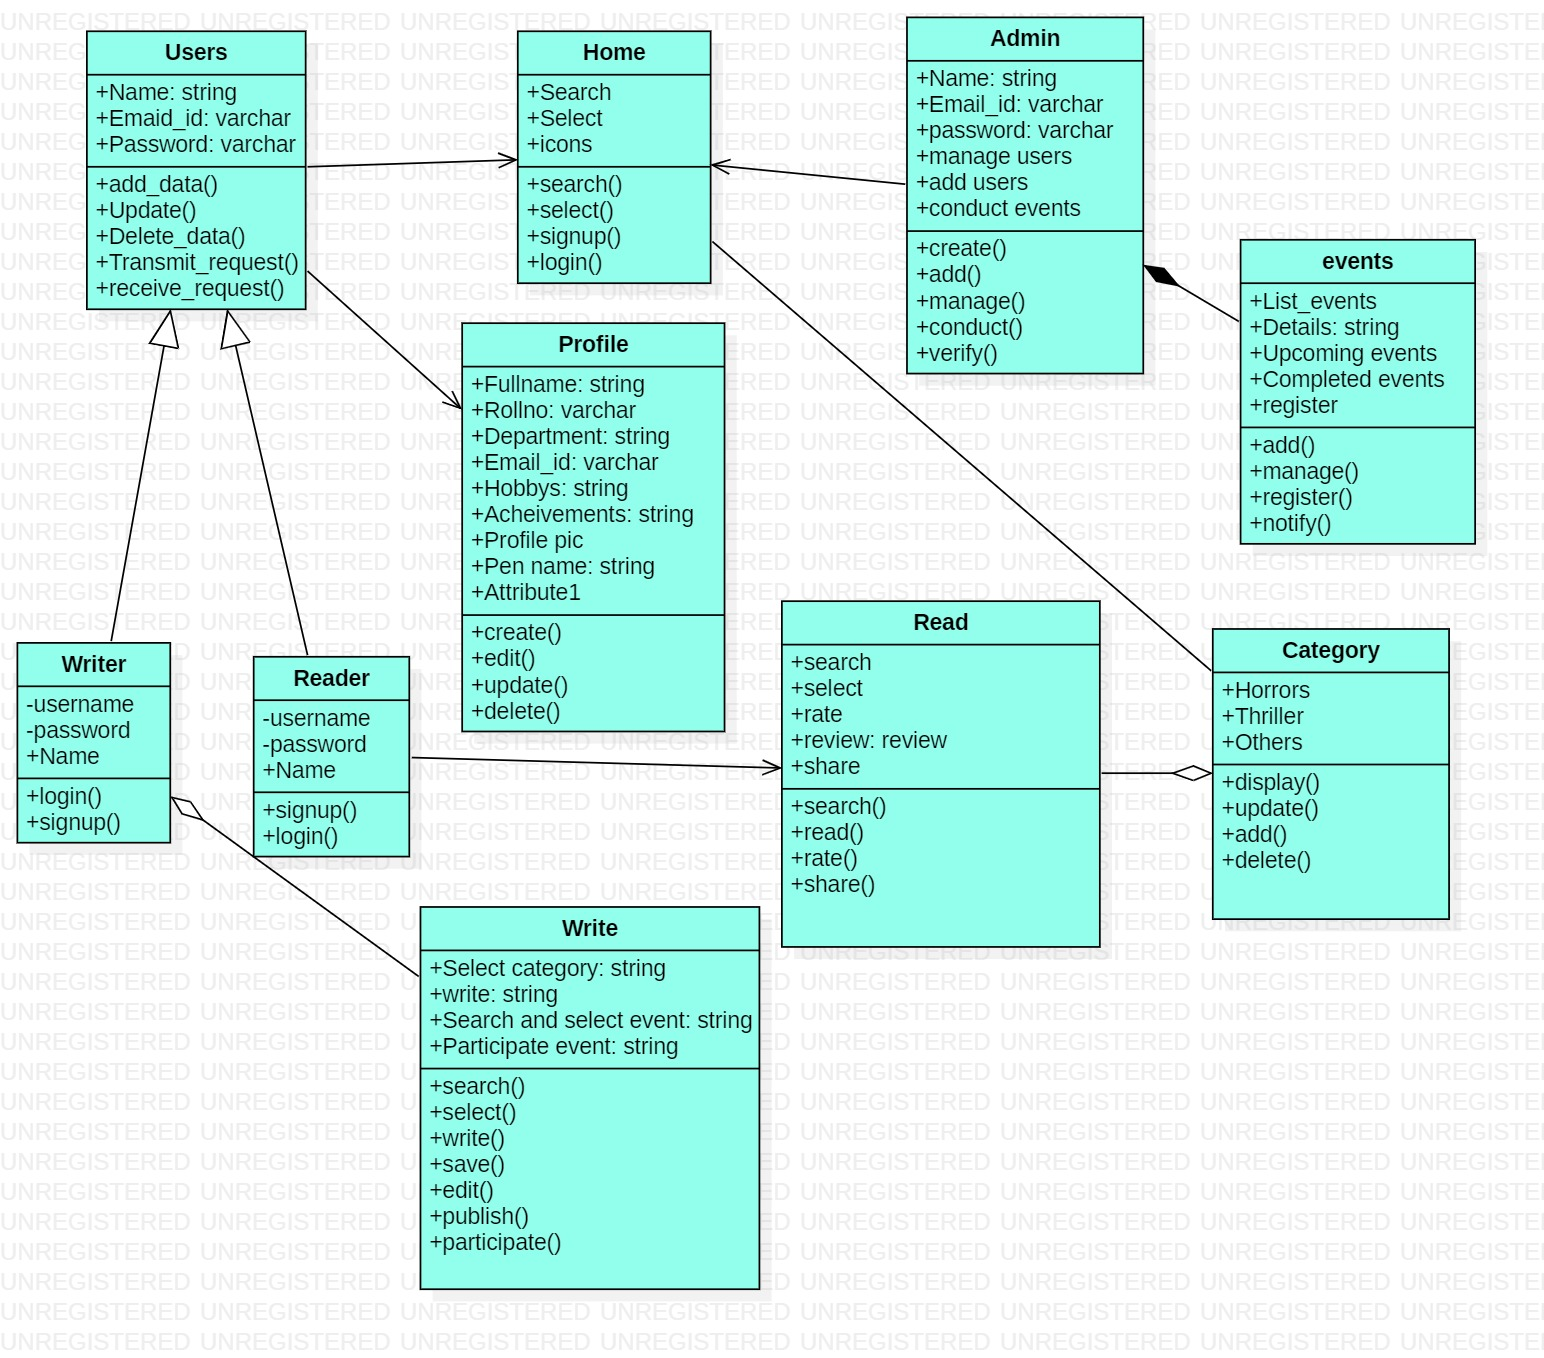 Users
+Name: string
+Emaid_id: varchar
+Password: varchar
+add_data()
+Update()
+Delete_data()
+Transmit_request()
+receive_request()
Home
+Search
+Select
+icons
+search()
+select()
+signup()
+login()
Admin
+Name: string
+Email_id: varchar
+password: varchar
+manage users
+add users
+conduct events
+create()
+add()
+manage()
+conduct()
+verify()
events
+List_events
+Details: string
+Upcoming events
+Completed events
+register
+add()
+manage()
+register()
+notify()
Profile
+Fullname: string
+Rollno: varchar
+Department: string
+Email_id: varchar
+Hobbys: string
+Acheivements: string
+Profile pic
+Pen name: string
+Attribute1
+create()
+edit()
+update()
+delete()
Writer
-username
-password
+Name
+login()
+signup()
Reader
-username
-password
+Name
+signup()
+login()
Read
+search
+select
+rate
+review: review
+share
+search()
+read()
+rate()
+share()
Category
+Horrors
+Thriller
+Others
+display()
+update()
+add()
+delete()
Write
+Select category: string
+write: string
+Search and select event: string
+Participate event: string
+search()
+select()
+write()
+save()
+edit()
+publish()
+participate()
UNREGISTERED